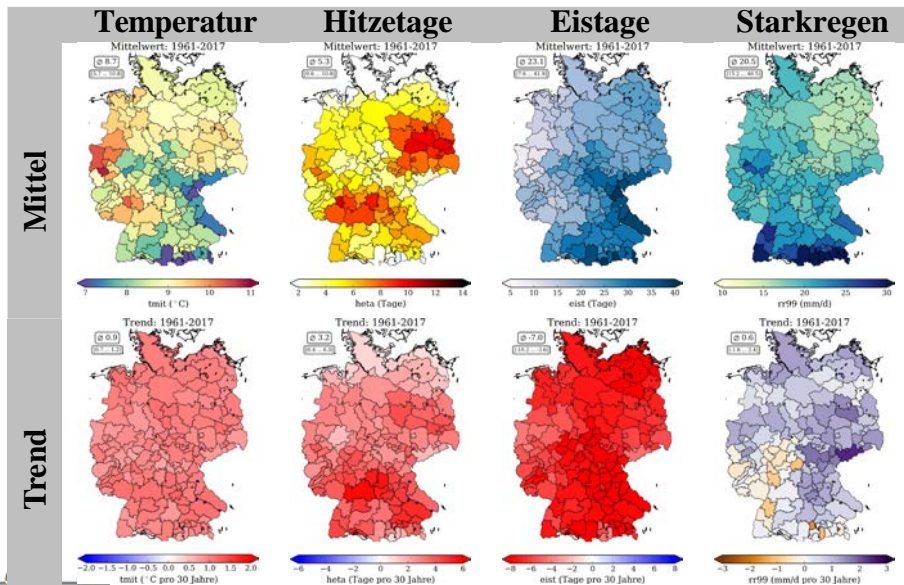 Temperatur Hitzetage Eistage Starkregen
Mittel
Mittelwert: 1961-2017 Mittelwert: 1961-2017 Mittelwert: 1961-2017 Mittelwert: 1961-2017
Ø 8.7 Ø 5.3 Ø 23.1 Ø 20.5
7 8 9 10 11 2 4 6 8 10 12 14 5 10 15 20 25 30 35 40 10 15 20 25 30
tmit (°C) heta (Tage) eist (Tage) rr99 (mm/d)
Trend
Trend: 1961-2017 Trend: 1961-2017 Trend: 1961-2017 Trend: 1961-2017
Ø 0.9 Ø 3.2 Ø -7.0 Ø 0.6
−2.0 −1.5 −1.0 −0.5 0.0 0.5 1.0 1.5 2.0 −6 −4 −2 0 2 4 6 −8 −6 −4 −2 0 2 4 6 8 −3 −2 −1 0 1 2 3
tmit (°C pro 30 Jahre) heta (Tage pro 30 Jahre) eist (Tage pro 30 Jahre) rr99 (mm/d pro 30 Jahre)